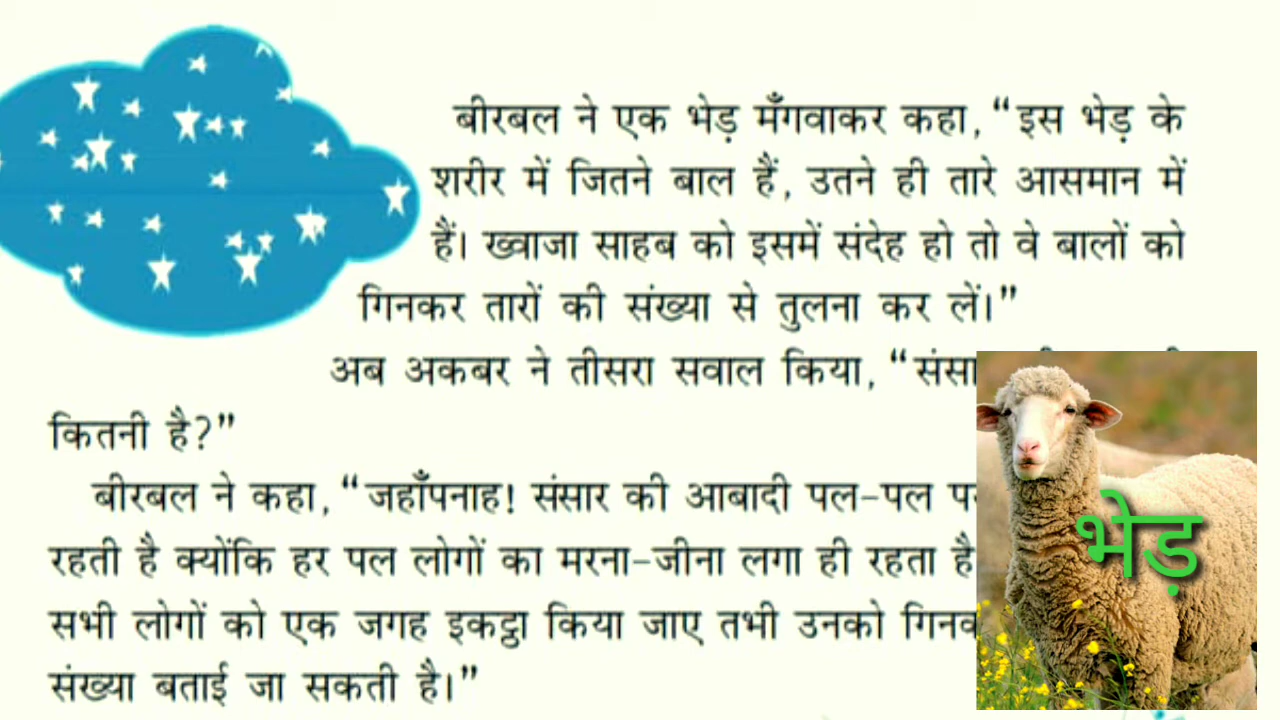 बीरबल ने एक भेड़ मँगवाकर कहा, “इस भेड़ के
शरीर में जितने बाल हैं, उतने ही तारे आसमान में
हैं। ख्वाजा साहब को इसमें संदेह हो तो वे बालों को
गिनकर तारों की संख्या से तुलना कर लें।”
अब अकबर ने तीसरा सवाल किया, “
कितनी है?”
बीरबल ने कहा, “जहाँपनाह! संसार की आबादी पल-पल
रहती है क्योंकि हर पल लोगों का मरना-जीना लगा ही रहता है
सभी लोगों को एक जगह इकट्ठा किया जाए तभी उनको
संख्या बताई जा सकती है।”
भेड़